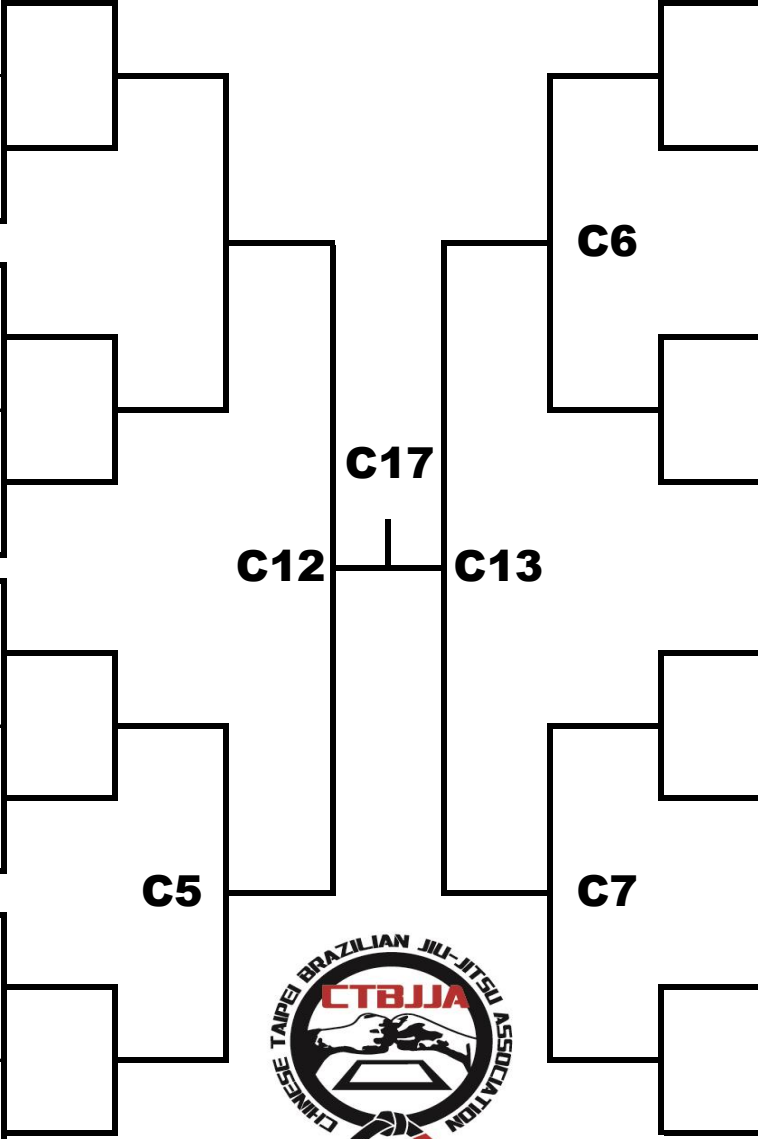 C6
C17
C12
C13
C5
C7
CHINESE TAIPEI BRAZILIAN JIU-JITSU ASSOCIATION
CTBJJA